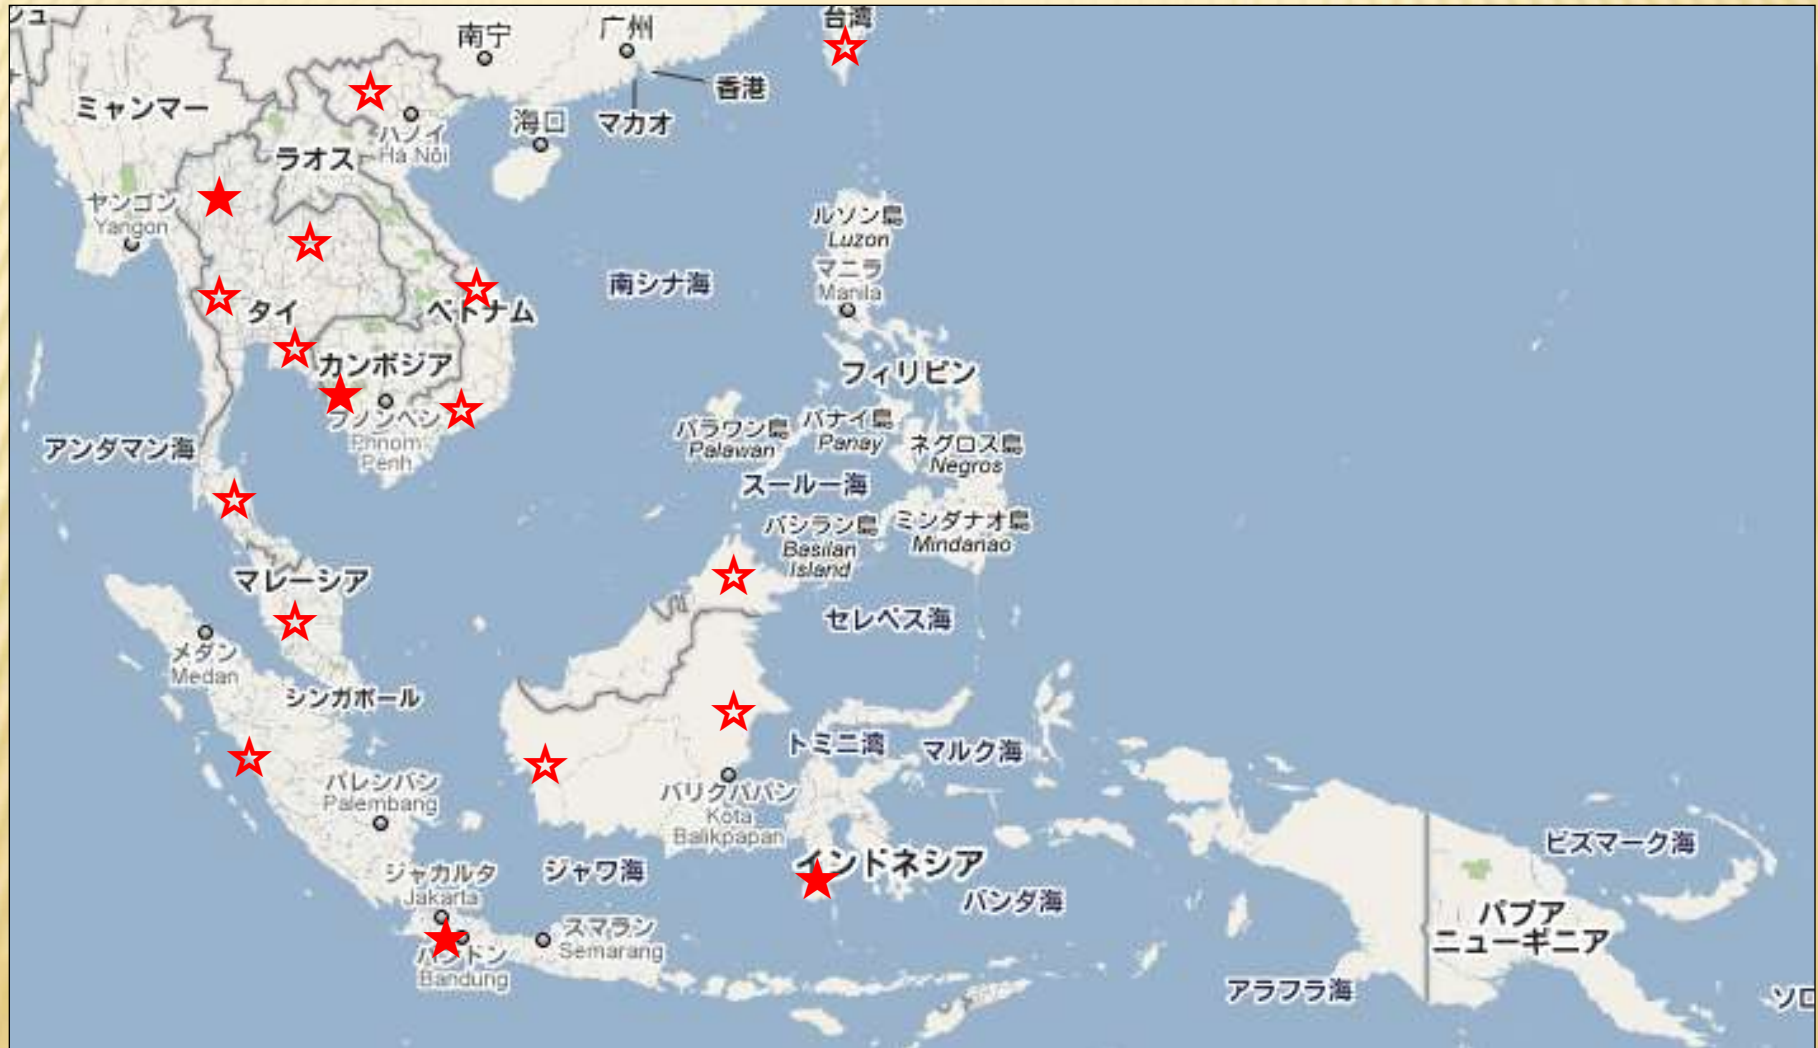 台湾
南宁
广州
香港
ミャンマー
海口
マカオ
ハノイ
Ha Nôi
ラオス
ヤンゴン
Yangon
ルソン島
Luzon
マニラ
Manila
南シナ海
タイ
ベトナム
カンボジア
フィリピン
プノンペン
Phnom
Penh
アンダマン海
パラワン島
Palawan
パナイ島
Panay
ネグロス島
Negros
スールー海
バシラン島
Basilan
Island
ミンダナオ島
Mindanao
マレーシア
セレベス海
メダン
Medan
シンガポール
トミニ湾
マルク海
パレンバン
Palembang
バリクパパン
Kota
Balikpapan
ビズマーク海
ジャカルタ
Jakarta
ジャワ海
インドネシア
バンダ海
パプア
ニューギニア
スマラン
Semarang
バンドン
Bandung
アラフラ海
ソロ